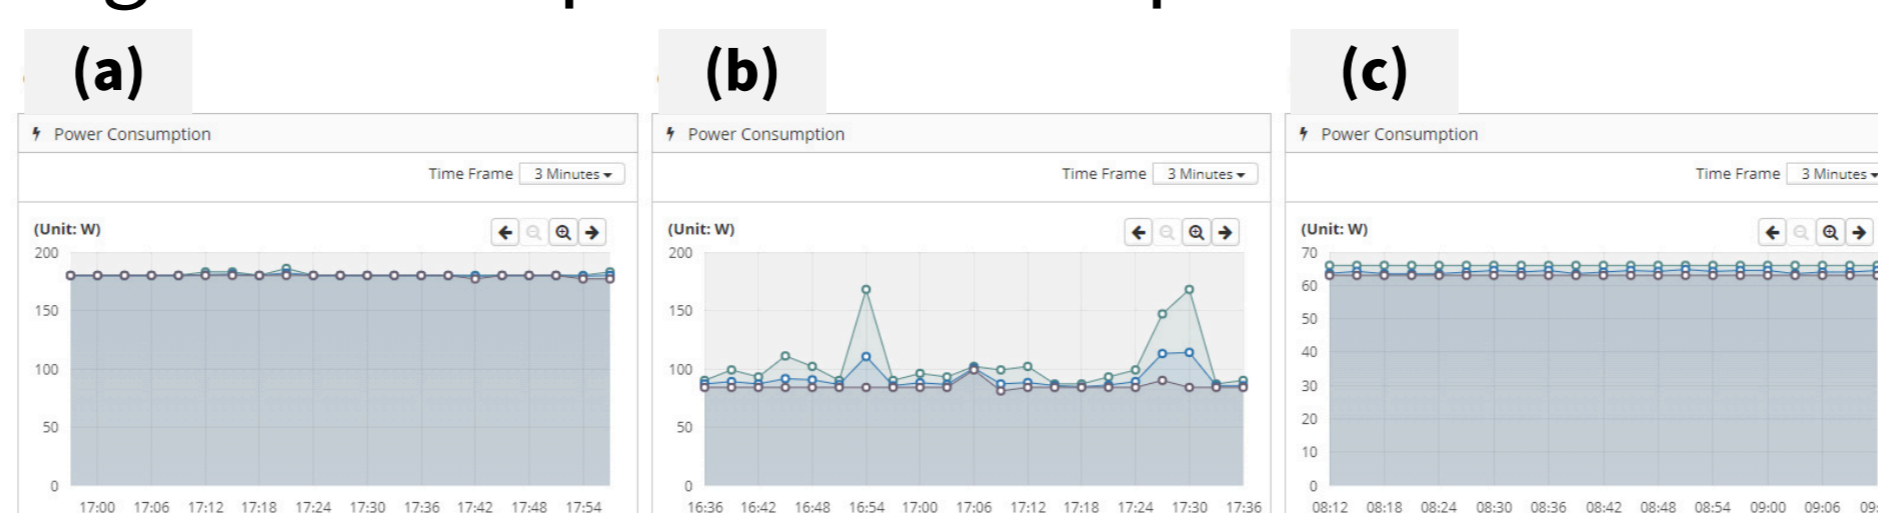 (a)
Power Consumption
Time Frame 3 Minutes
(Unit: W)
200
150
100
50
0
17:00 17:06 17:12 17:18 17:24 17:30 17:36 17:42 17:48 17:54
(b)
Power Consumption
Time Frame 3 Minutes
(Unit: W)
200
150
100
50
0
16:36 16:42 16:48 16:54 17:00 17:06 17:12 17:18 17:24 17:30 17:36
(c)
Power Consumption
Time Frame 3 Minutes
(Unit: W)
70
60
50
40
30
20
10
0
08:12 08:18 08:24 08:30 08:36 08:42 08:48 08:54 09:00 09:06